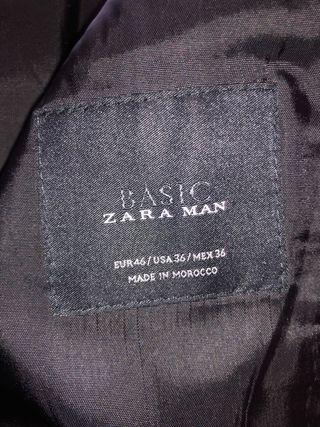 BASIC
ZARA MAN
EUR46/USA36/MEX36
MADE IN MOROCCO